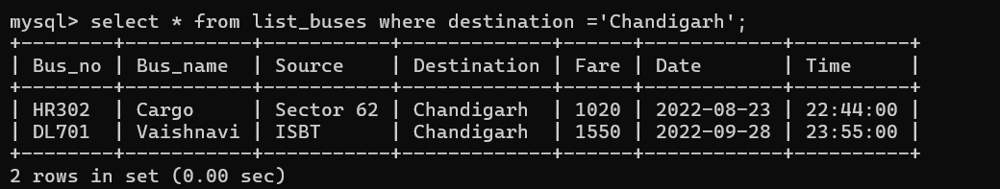 mysql> select * from list_buses where destination ='Chandigarh';
+--------+-----------+-----------+-------------+------+------------+----------+
| Bus_no | Bus_name  | Source    | Destination | Fare | Date       | Time     |
+--------+-----------+-----------+-------------+------+------------+----------+
| HR302  | Cargo     | Sector 62 | Chandigarh  | 1020 | 2022-08-23 | 22:44:00 |
| DL701  | Vaishnavi | ISBT      | Chandigarh  | 1550 | 2022-09-28 | 23:55:00 |
+--------+-----------+-----------+-------------+------+------------+----------+
2 rows in set (0.00 sec)